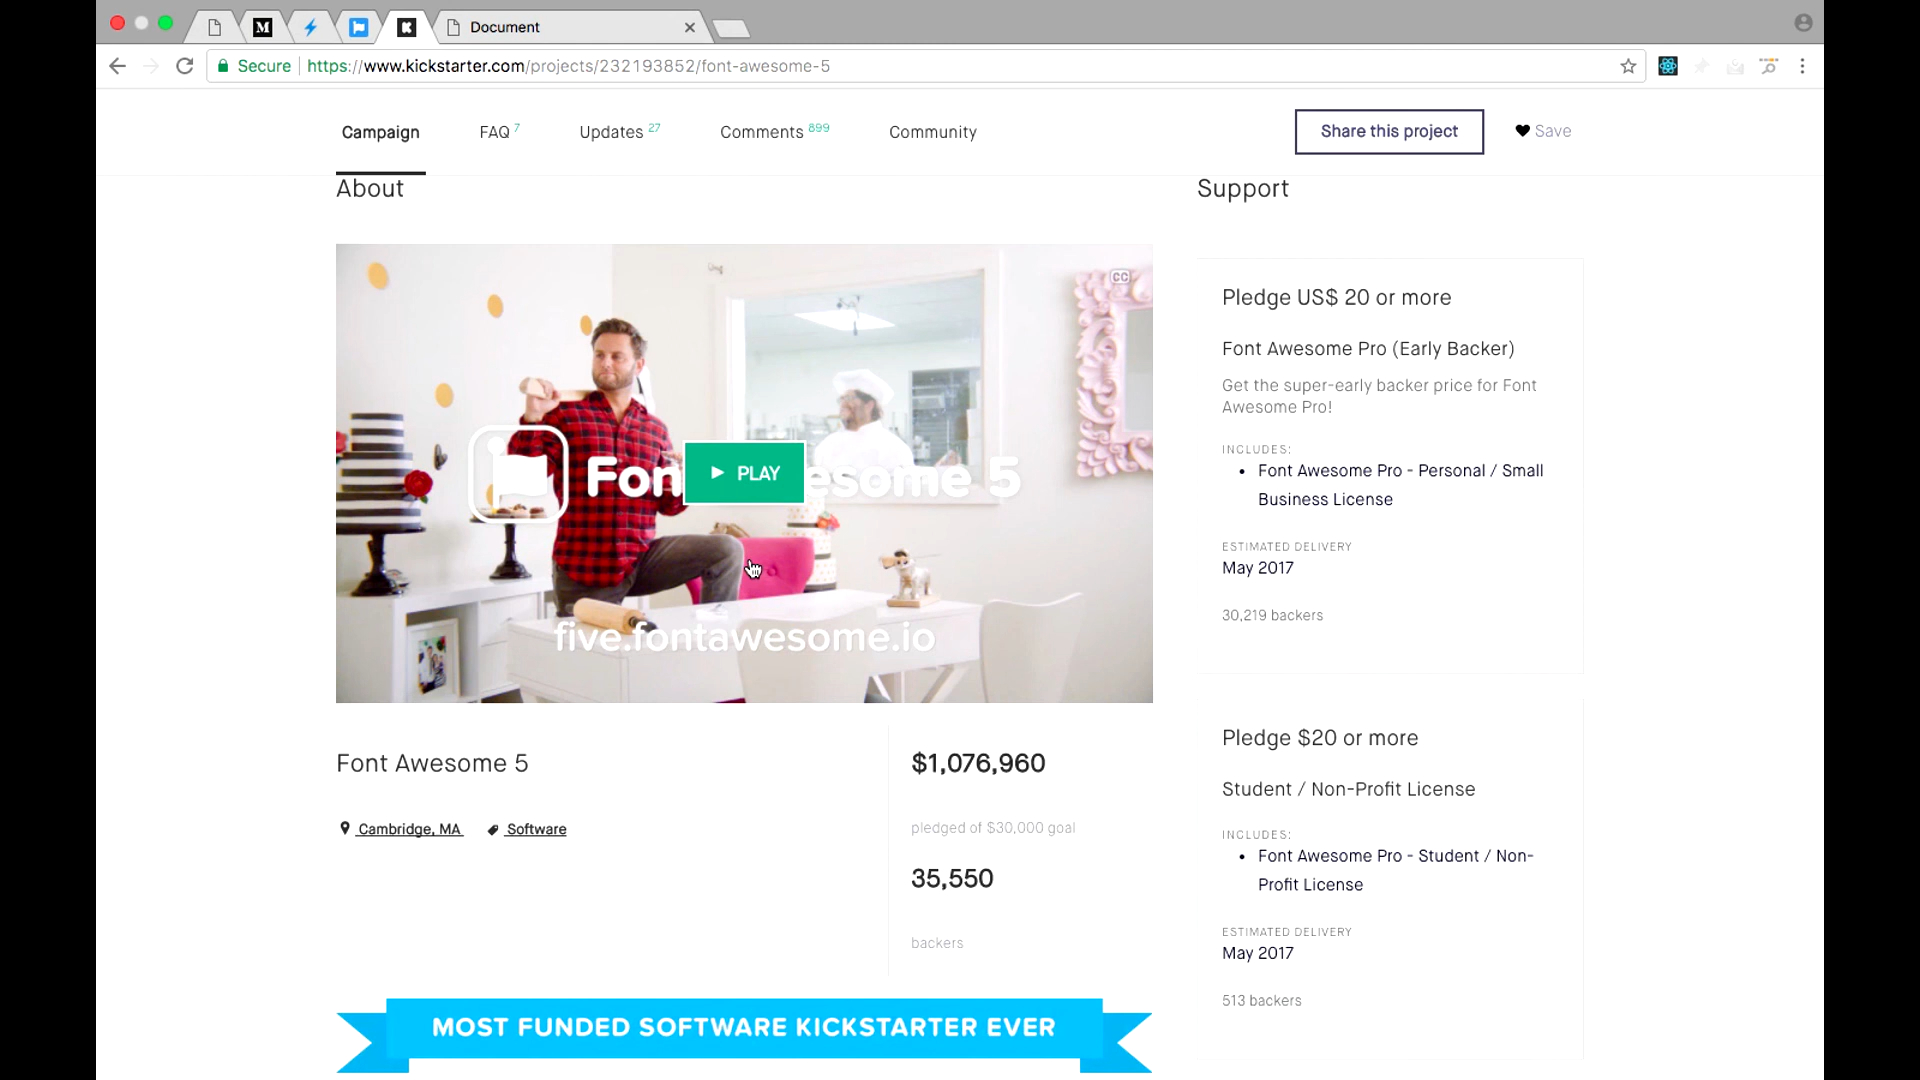 Document
Secure https://www.kickstarter.com/projects/232193852/font-awesome-5
Campaign FAQ 7 Updates 27 Comments 899 Community Share this project Save
About
CC
PLAY
five.fontawesome.io
Font Awesome 5
Cambridge, MA Software
$1,076,960
pledged of $30,000 goal
35,550
backers
MOST FUNDED SOFTWARE KICKSTARTER EVER
Support
Pledge US$ 20 or more
Font Awesome Pro (Early Backer)
Get the super-early backer price for Font
Awesome Pro!
INCLUDES:
• Font Awesome Pro - Personal / Small
Business License
ESTIMATED DELIVERY
May 2017
30,219 backers
Pledge $20 or more
Student / Non-Profit License
INCLUDES:
• Font Awesome Pro - Student / Non-
Profit License
ESTIMATED DELIVERY
May 2017
513 backers